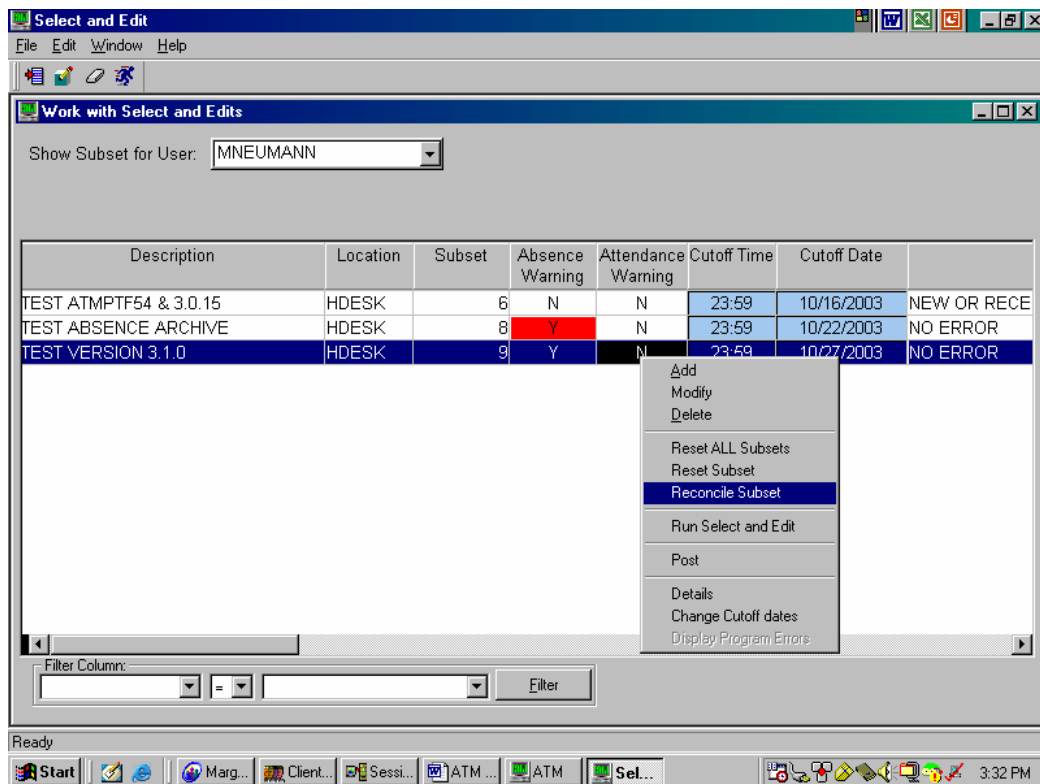 Select and Edit
File Edit Window Help
Work with Select and Edits
Show Subset for User: MNEUMANN
Description Location Subset Absence Warning Attendance Warning Cutoff Time Cutoff Date
TEST ATMPTF54 & 3.0.15 HDESK 6 N N 23:59 10/16/2003 NEW OR RECE
TEST ABSENCE ARCHIVE HDESK 8 Y N 23:59 10/22/2003 NO ERROR
TEST VERSION 3.1.0 HDESK 9 Y N 23:59 10/27/2003 NO ERROR
Add
Modify
Delete
Reset ALL Subsets
Reset Subset
Reconcile Subset
Run Select and Edit
Post
Details
Change Cutoff dates
Display Program Errors
Filter Column:
= Filter
Ready
Start Marg... Client... Sessi... ATM ... ATM Sel... 3:32 PM